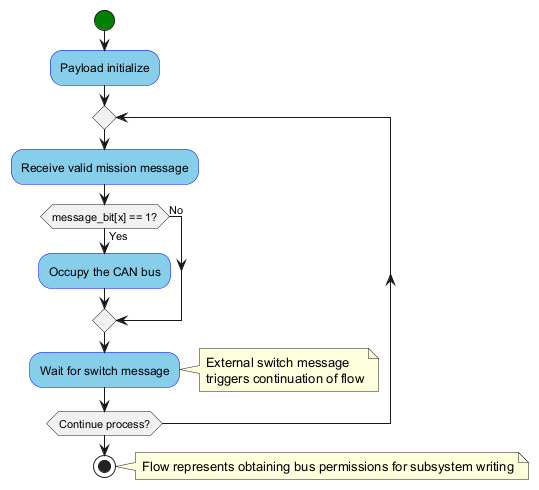 Payload initialize
Receive valid mission message
message_bit[x] == 1?
No
Yes
Occupy the CAN bus
Wait for switch message
External switch message
triggers continuation of flow
Continue process?
Flow represents obtaining bus permissions for subsystem writing